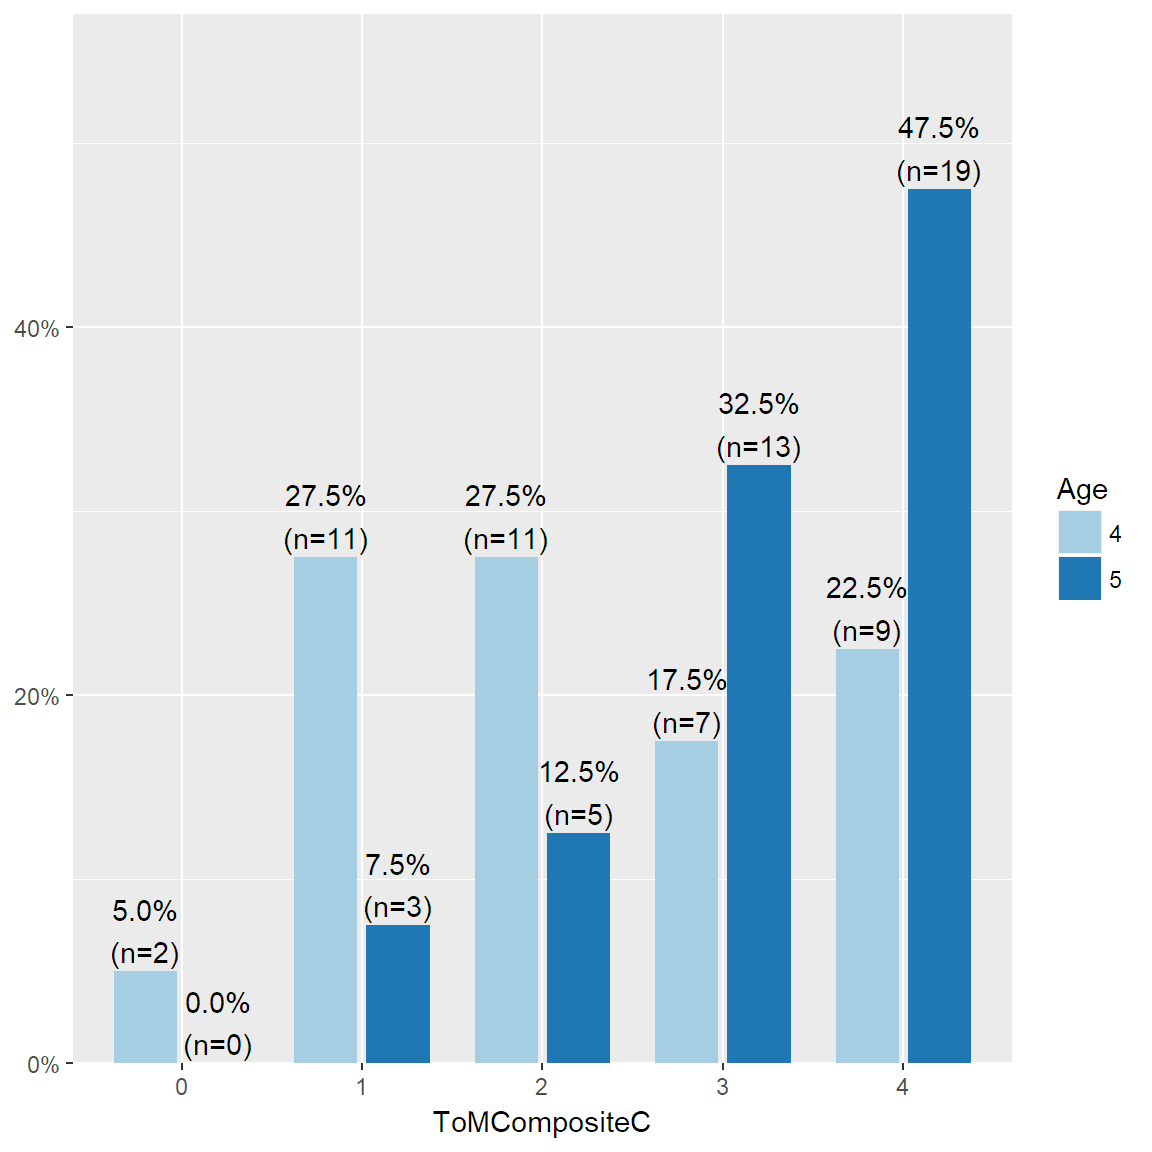 47.5%
(n=19)
40%
32.5%
(n=13)
27.5%
(n=11)
27.5%
(n=11)
Age
4
5
22.5%
(n=9)
20%
17.5%
(n=7)
12.5%
(n=5)
7.5%
(n=3)
5.0%
(n=2)
0.0%
(n=0)
0%
0 1 2 3 4
ToMCompositeC